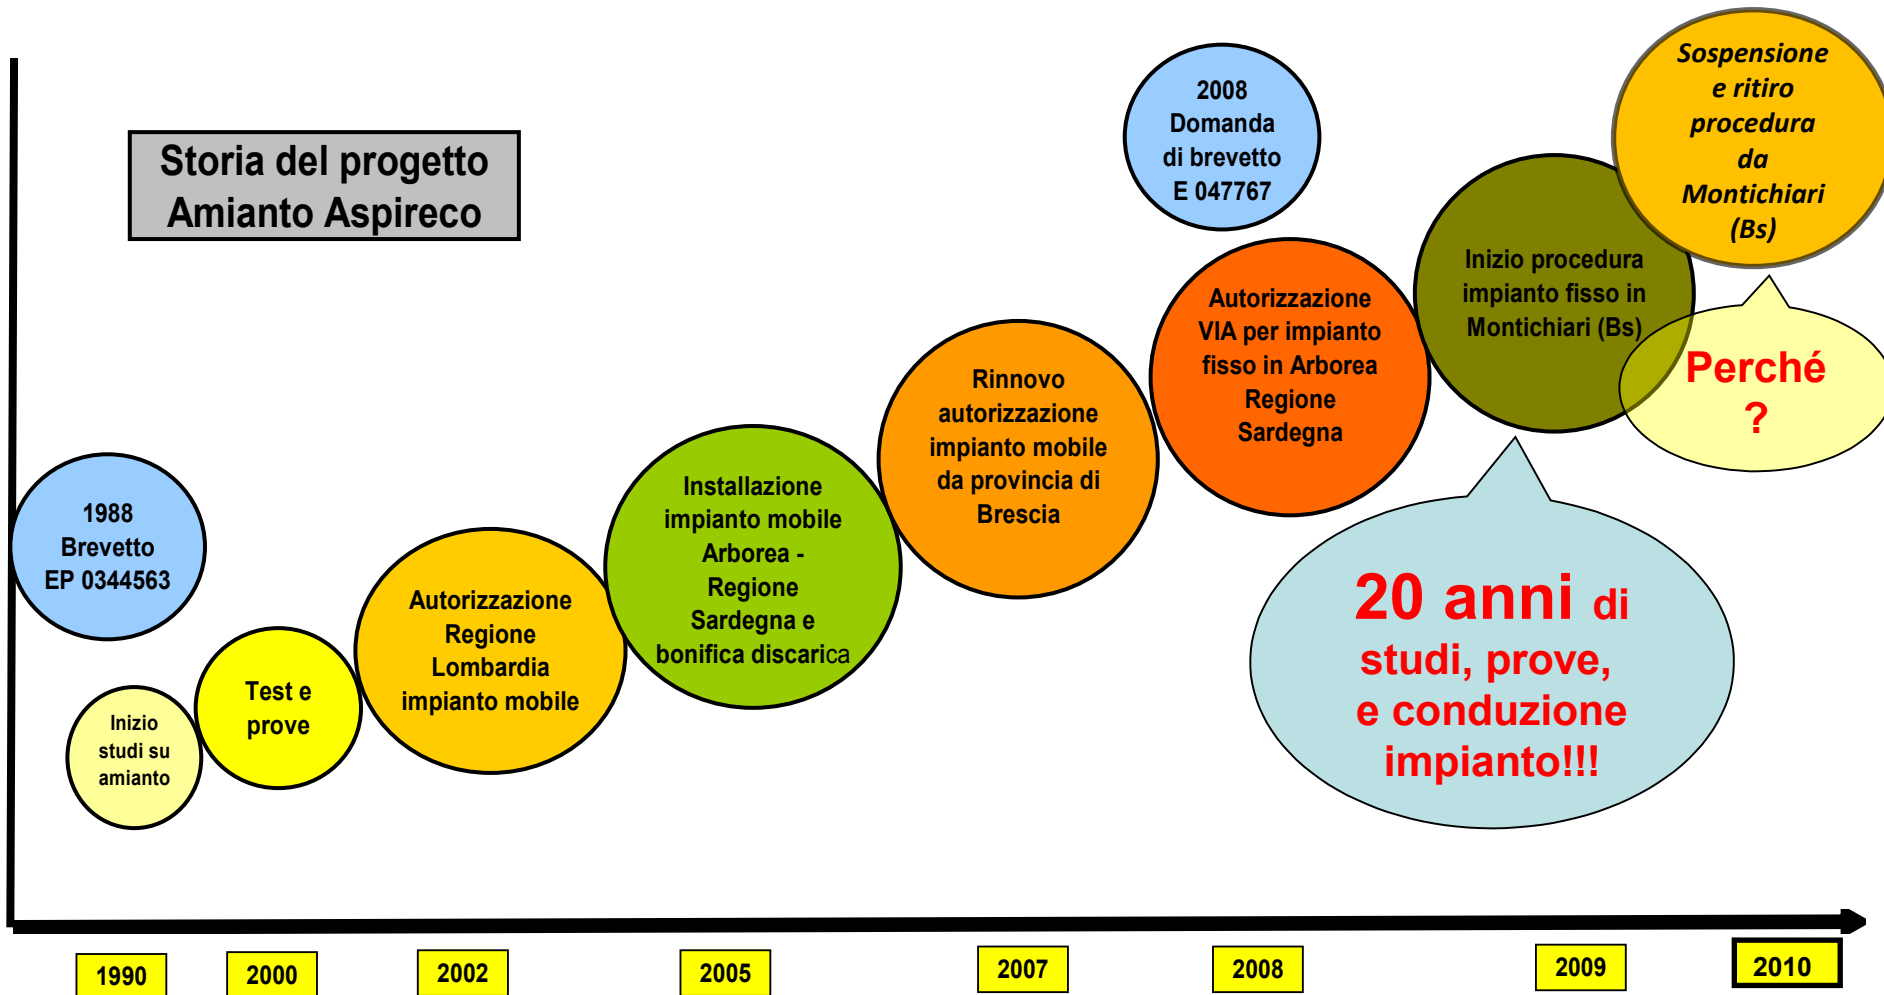 Storia del progetto
Amianto Aspireco
1988
Brevetto
EP 0344563
Inizio
studi su
amianto
Test e
prove
Autorizzazione
Regione
Lombardia
impianto mobile
Installazione
impianto mobile
Arborea -
Regione
Sardegna e
bonifica discarica
Rinnovo
autorizzazione
impianto mobile
da provincia di
Brescia
2008
Domanda
di brevetto
E 047767
Autorizzazione
VIA per impianto
fisso in Arborea
Regione
Sardegna
Inizio procedura
impianto fisso in
Montichiari (Bs)
Sospensione
e ritiro
procedura
da
Montichiari
(Bs)
Perché
?
20 anni di
studi, prove,
e conduzione
impianto!!!
1990
2000
2002
2005
2007
2008
2009
2010